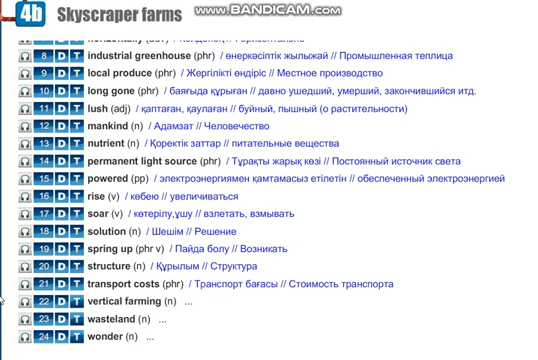 www.BANDICAM.com
4b Skyscraper farms
8 D T industrial greenhouse (phr) / өнеркәсіптік жылыжай // Промышленная теплица
9 D T local produce (phr) / Жергілікті өндіріс // Местное производство
10 D T long gone (phr) / баяғыда құрыған // давно ушедший, умерший, закончившийся итд.
11 D T lush (adj) / қаптаған, қаулаған // буйный, пышный (о растительности)
12 D T mankind (n) / Адамзат // Человечество
13 D T nutrient (n) / Қоректік заттар // питательные вещества
14 D T permanent light source (phr) / Тұрақты жарық көзі // Постоянный источник света
15 D T powered (pp) / электроэнергиямен қамтамасыз етілетін // обеспеченный электроэнергией
16 D T rise (v) / көбею // увеличиваться
17 D T soar (v) / көтерілу,ұшу // взлетать, взмывать
18 D T solution (n) / Шешім // Решение
19 D T spring up (phr v) / Пайда болу // Возникать
20 D T structure (n) / Құрылым // Структура
21 D T transport costs (phr) / Транспорт бағасы // Стоимость транспорта
22 D T vertical farming (n) ...
23 D T wasteland (n) ...
24 D T wonder (n) ...